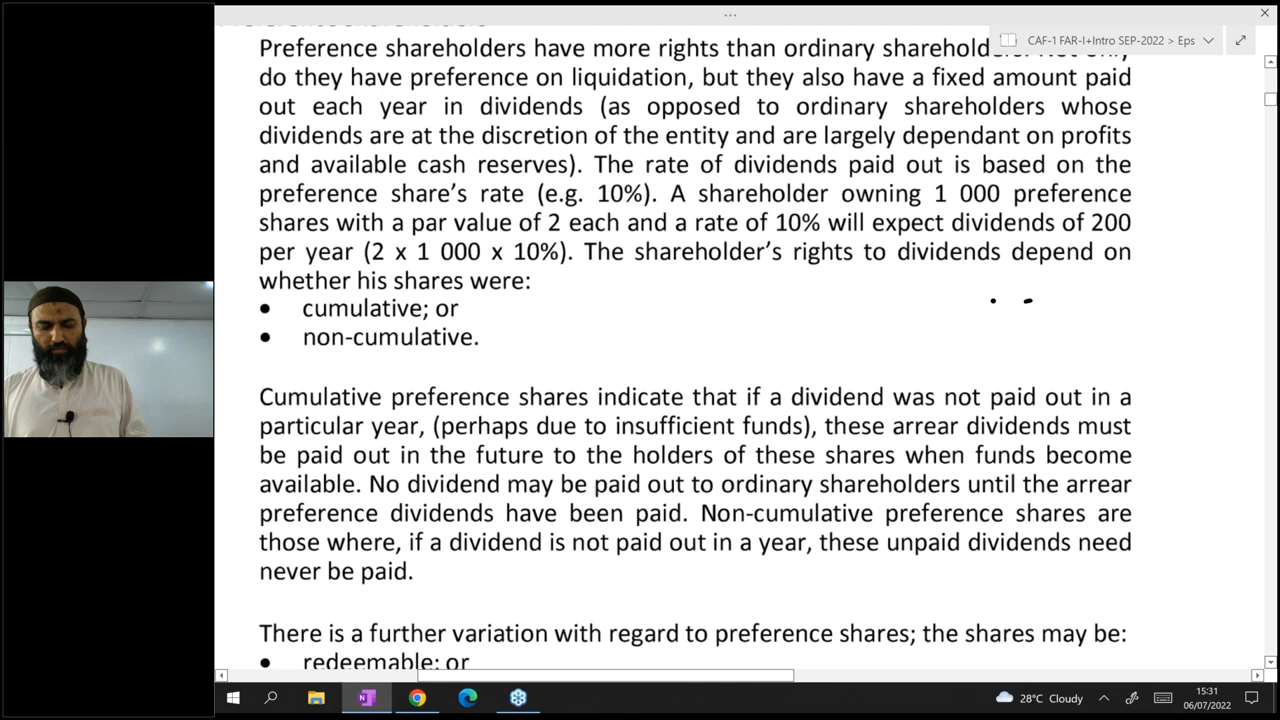 CAF-1 FAR-I+Intro SEP-2022 > Eps
Preference shareholders have more rights than ordinary
do they have preference on liquidation, but they also have a fixed amount paid
out each year in dividends (as opposed to ordinary shareholders whose
dividends are at the discretion of the entity and are largely dependant on profits
and available cash reserves). The rate of dividends paid out is based on the
preference share's rate (e.g. 10%). A shareholder owning 1 000 preference
shares with a par value of 2 each and a rate of 10% will expect dividends of 200
per year (2 x 1 000 x 10%). The shareholder's rights to dividends depend on
whether his shares were:
• cumulative; or
• non-cumulative.
Cumulative preference shares indicate that if a dividend was not paid out in a
particular year, (perhaps due to insufficient funds), these arrear dividends must
be paid out in the future to the holders of these shares when funds become
available. No dividend may be paid out to ordinary shareholders until the arrear
preference dividends have been paid. Non-cumulative preference shares are
those where, if a dividend is not paid out in a year, these unpaid dividends need
never be paid.
There is a further variation with regard to preference shares; the shares may be:
• redeemable; or
28°C Cloudy
15:31
06/07/2022